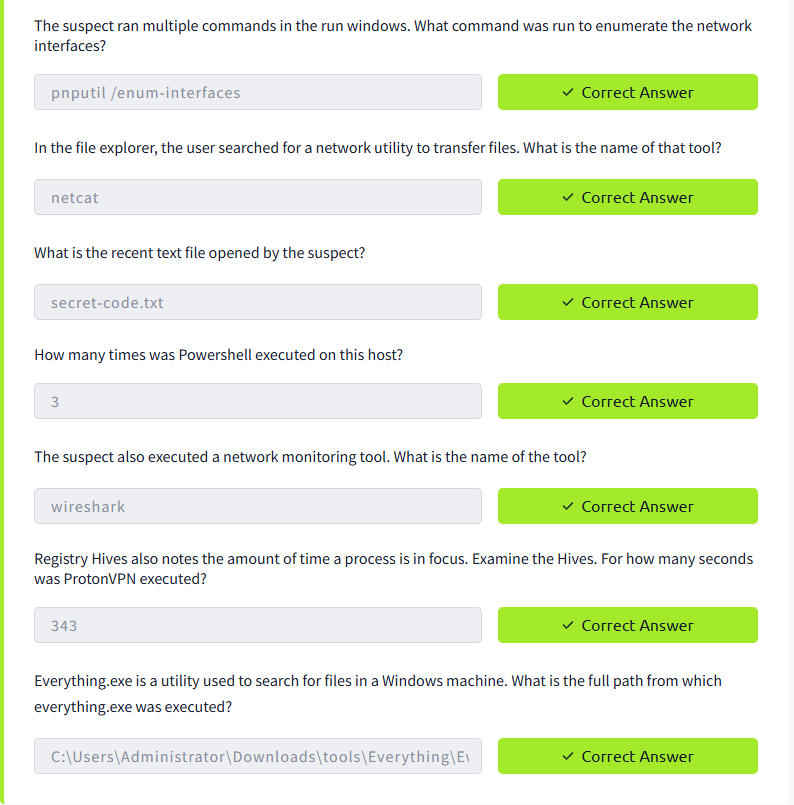 The suspect ran multiple commands in the run windows. What command was run to enumerate the network
interfaces?
pnputil /enum-interfaces
✓ Correct Answer
In the file explorer, the user searched for a network utility to transfer files. What is the name of that tool?
netcat
✓ Correct Answer
What is the recent text file opened by the suspect?
secret-code.txt
✓ Correct Answer
How many times was Powershell executed on this host?
3
✓ Correct Answer
The suspect also executed a network monitoring tool. What is the name of the tool?
wireshark
✓ Correct Answer
Registry Hives also notes the amount of time a process is in focus. Examine the Hives. For how many seconds
was ProtonVPN executed?
343
✓ Correct Answer
Everything.exe is a utility used to search for files in a Windows machine. What is the full path from which
everything.exe was executed?
C:\Users\Administrator\Downloads\tools\Everything\Ev
✓ Correct Answer